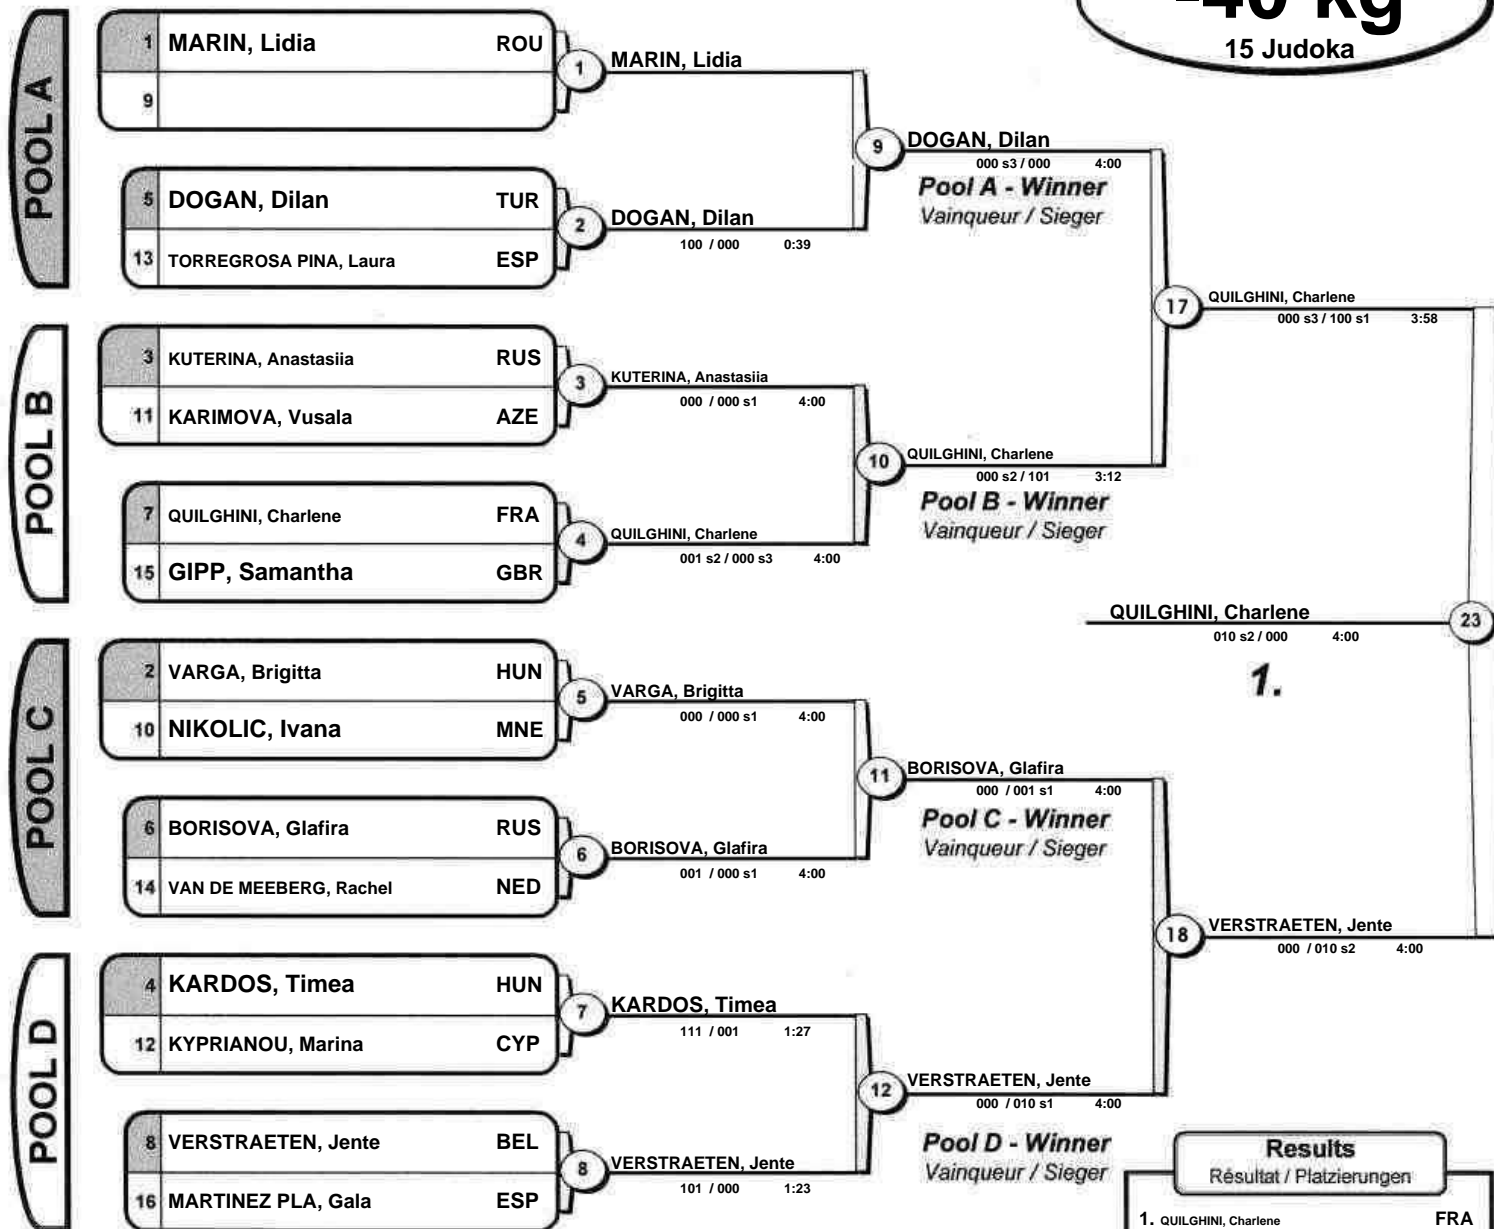 -40 kg
15 Judoka
POOL A
1 MARIN, Lidia ROU
9
5 DOGAN, Dilan TUR
13 TORREGROSA PINA, Laura ESP
1 MARIN, Lidia
2 DOGAN, Dilan
100 / 000 0:39
9 DOGAN, Dilan
000 s3 / 000 4:00
Pool A - Winner
Vainqueur / Sieger
POOL B
3 KUTERINA, Anastasiia RUS
11 KARIMOVA, Vusala AZE
7 QUILGHINI, Charlene FRA
15 GIPP, Samantha GBR
3 KUTERINA, Anastasiia
000 / 000 s1 4:00
4 QUILGHINI, Charlene
001 s2 / 000 s3 4:00
10 QUILGHINI, Charlene
000 s2 / 101 3:12
Pool B - Winner
Vainqueur / Sieger
17 QUILGHINI, Charlene
000 s3 / 100 s1 3:58
POOL C
2 VARGA, Brigitta HUN
10 NIKOLIC, Ivana MNE
6 BORISOVA, Glafira RUS
14 VAN DE MEEBERG, Rachel NED
5 VARGA, Brigitta
000 / 000 s1 4:00
6 BORISOVA, Glafira
001 / 000 s1 4:00
11 BORISOVA, Glafira
000 / 001 s1 4:00
Pool C - Winner
Vainqueur / Sieger
POOL D
4 KARDOS, Timea HUN
12 KYPRIANOU, Marina CYP
8 VERSTRAETEN, Jente BEL
16 MARTINEZ PLA, Gala ESP
7 KARDOS, Timea
111 / 001 1:27
8 VERSTRAETEN, Jente
101 / 000 1:23
12 VERSTRAETEN, Jente
000 / 010 s1 4:00
Pool D - Winner
Vainqueur / Sieger
18 VERSTRAETEN, Jente
000 / 010 s2 4:00
QUILGHINI, Charlene 23
010 s2 / 000 4:00
1.
Results
Résultat / Platzierungen
1. QUILGHINI, Charlene FRA